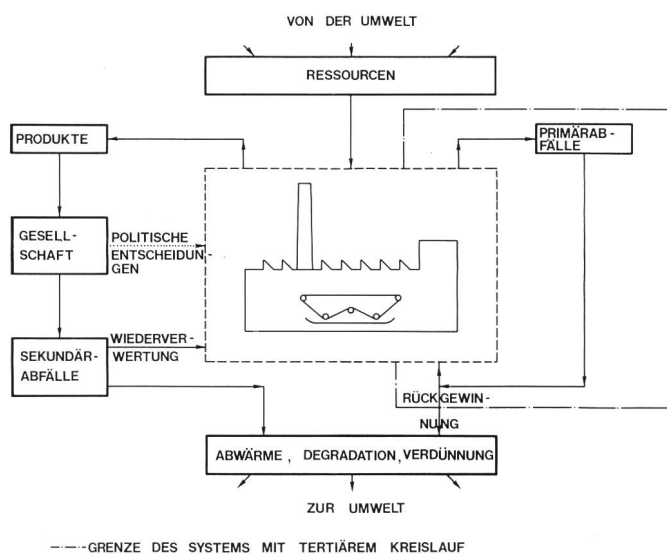 VON DER UMWELT
RESSOURCEN
PRODUKTE
PRIMÄRAB-
FÄLLE
GESELL-
SCHAFT
POLITISCHE
ENTSCHEIDUN-
GEN
WIEDERVER-
WERTUNG
SEKUNDÄR-
ABFÄLLE
RÜCKGEWIN-
NUNG
ABWÄRME, DEGRADATION, VERDÜNNUNG
ZUR UMWELT
GRENZE DES SYSTEMS MIT TERTIÄREM KREISLAUF